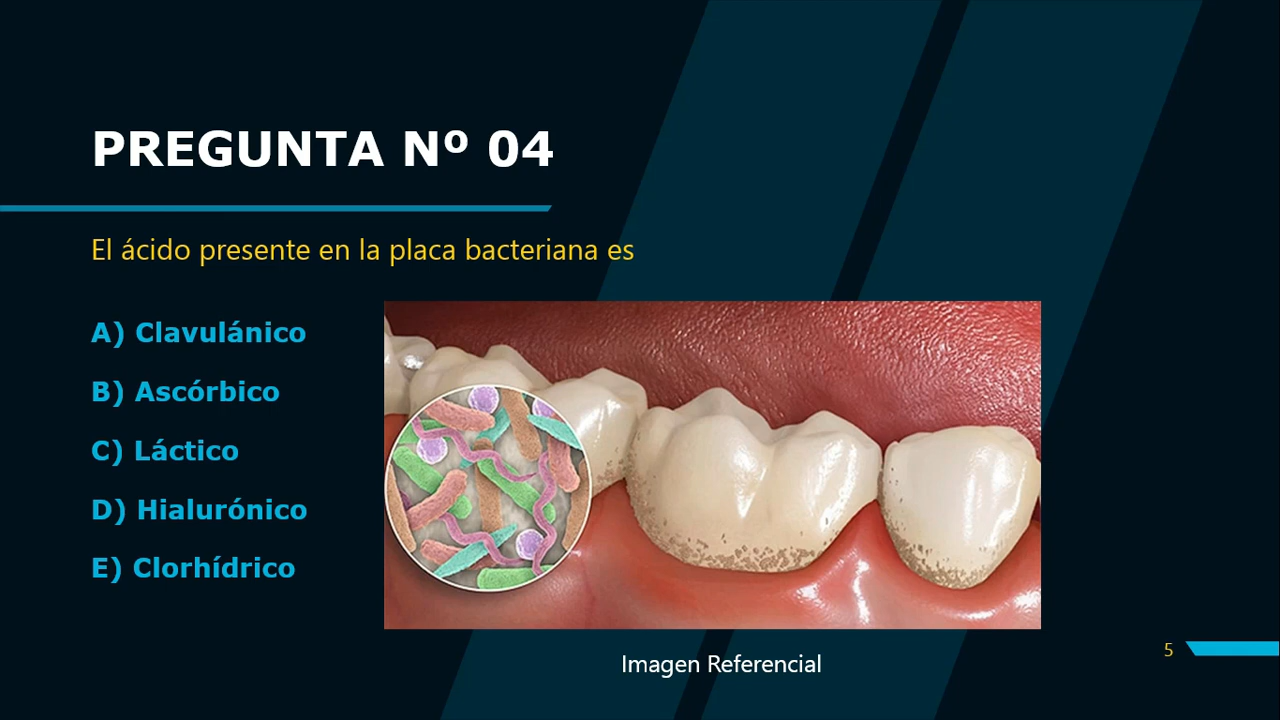 PREGUNTA Nº 04
El ácido presente en la placa bacteriana es
A) Clavulánico
B) Ascórbico
C) Láctico
D) Hialurónico
E) Clorhídrico
Imagen Referencial
5